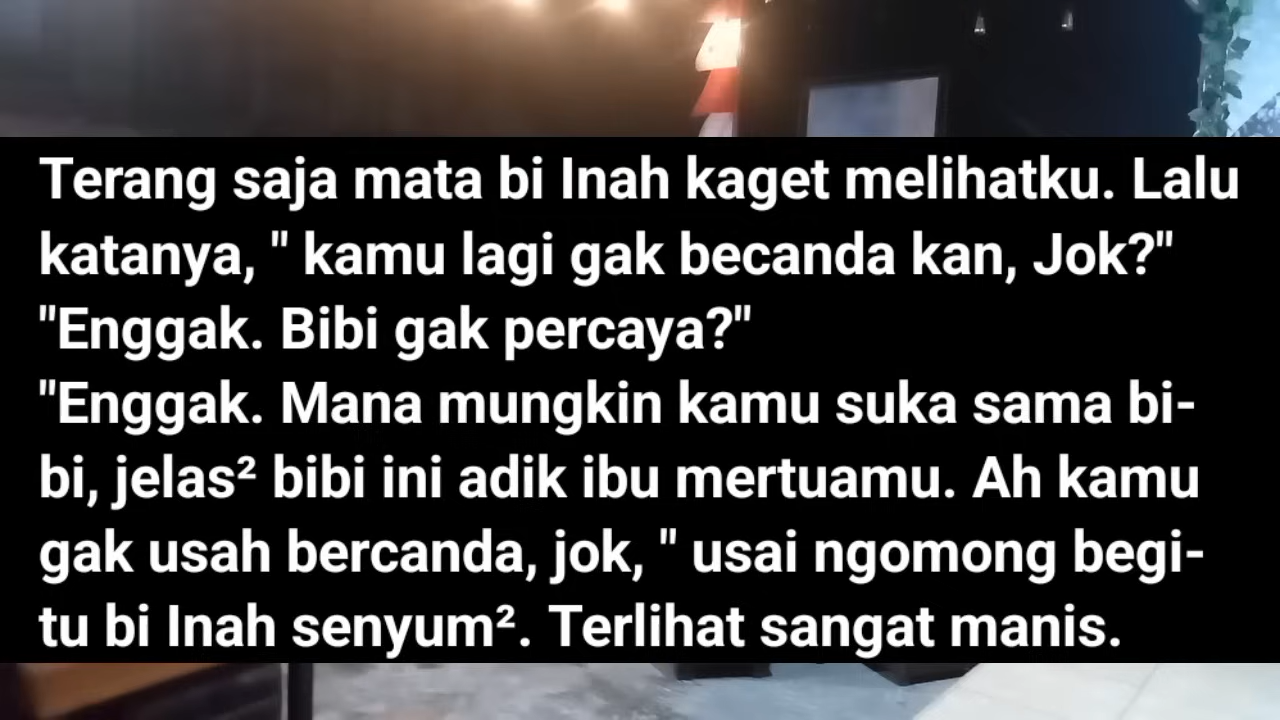 Terang saja mata bi Inah kaget melihatku. Lalu
katanya, " kamu lagi gak becanda kan, Jok?"
"Enggak. Bibi gak percaya?"
"Enggak. Mana mungkin kamu suka sama bi-
bi, jelas² bibi ini adik ibu mertuamu. Ah kamu
gak usah bercanda, jok, " usai ngomong begi-
tu bi Inah senyum². Terlihat sangat manis.